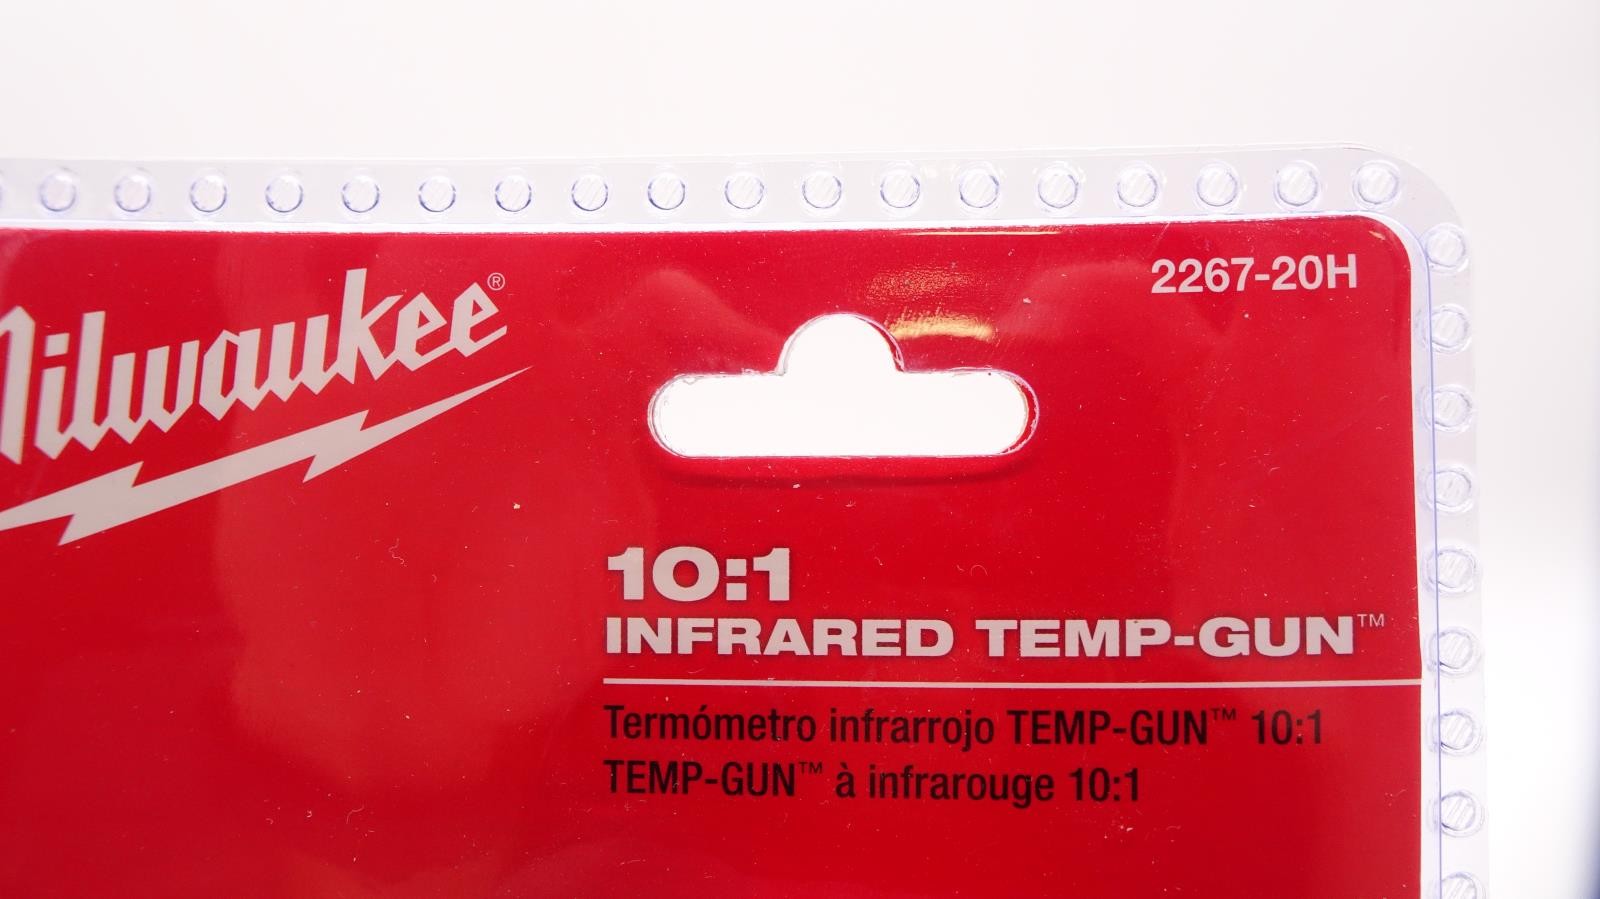 Milwaukee®
2267-20H
10:1
INFRARED TEMP-GUN™
Termómetro infrarrojo TEMP-GUN™ 10:1
TEMP-GUN™ à infrarouge 10:1